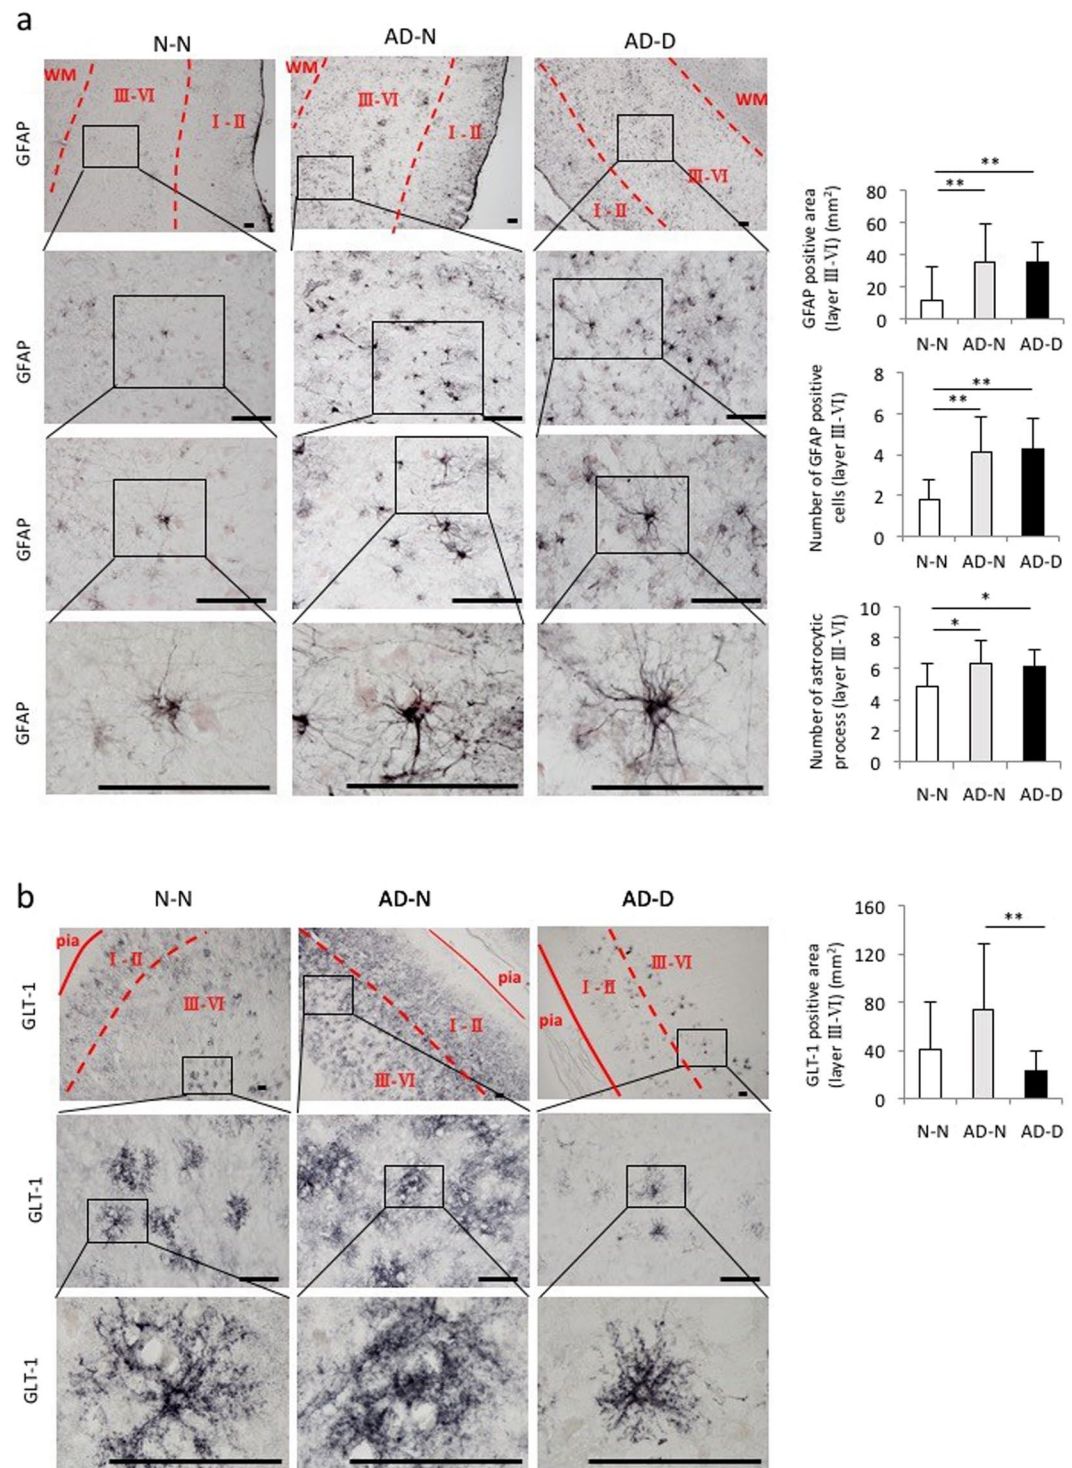 a
N-N
AD-N
AD-D
GFAP
WM
Ⅲ-Ⅵ
Ⅰ-Ⅱ
WM
Ⅲ-Ⅵ
Ⅰ-Ⅱ
WM
Ⅲ-Ⅵ
Ⅰ-Ⅱ
GFAP
GFAP
GFAP
GFAP positive area
(layer Ⅲ-Ⅵ) (mm²)
80
60
40
20
0
**
**
N-N AD-N AD-D
Number of GFAP positive
cells (layer Ⅲ-Ⅵ)
8
6
4
2
0
**
**
N-N AD-N AD-D
Number of astrocytic
process (layer Ⅲ-Ⅵ)
10
8
6
4
2
0
*
*
N-N AD-N AD-D
b
N-N
AD-N
AD-D
GLT-1
pia
Ⅰ-Ⅱ
Ⅲ-Ⅵ
pia
Ⅰ-Ⅱ
Ⅲ-Ⅵ
pia
Ⅰ-Ⅱ
Ⅲ-Ⅵ
GLT-1
GLT-1
GLT-1 positive area
(layer Ⅲ-Ⅵ) (mm²)
160
120
80
40
0
**
N-N AD-N AD-D